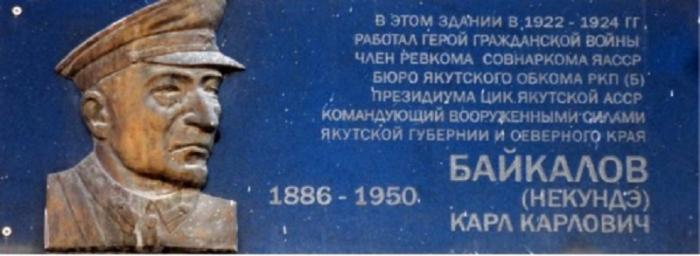 В ЭТОМ ЗДАНИИ В 1922 - 1924 ГГ
РАБОТАЛ ГЕРОЙ ГРАЖДАНСКОЙ ВОЙНЫ
ЧЛЕН РЕВКОМА СОВНАРКОМА ЯАССР
БЮРО ЯКУТСКОГО ОБКОМА РКП (Б)
ПРЕЗИДИУМА ЦИК ЯКУТСКОЙ АССР
КОМАНДУЮЩИЙ ВООРУЖЕННЫМИ СИЛАМИ
ЯКУТСКОЙ ГУБЕРНИИ И СЕВЕРНОГО КРАЯ
БАЙКАЛОВ
1886 - 1950 (НЕКУНДЭ)
КАРЛ КАРЛОВИЧ